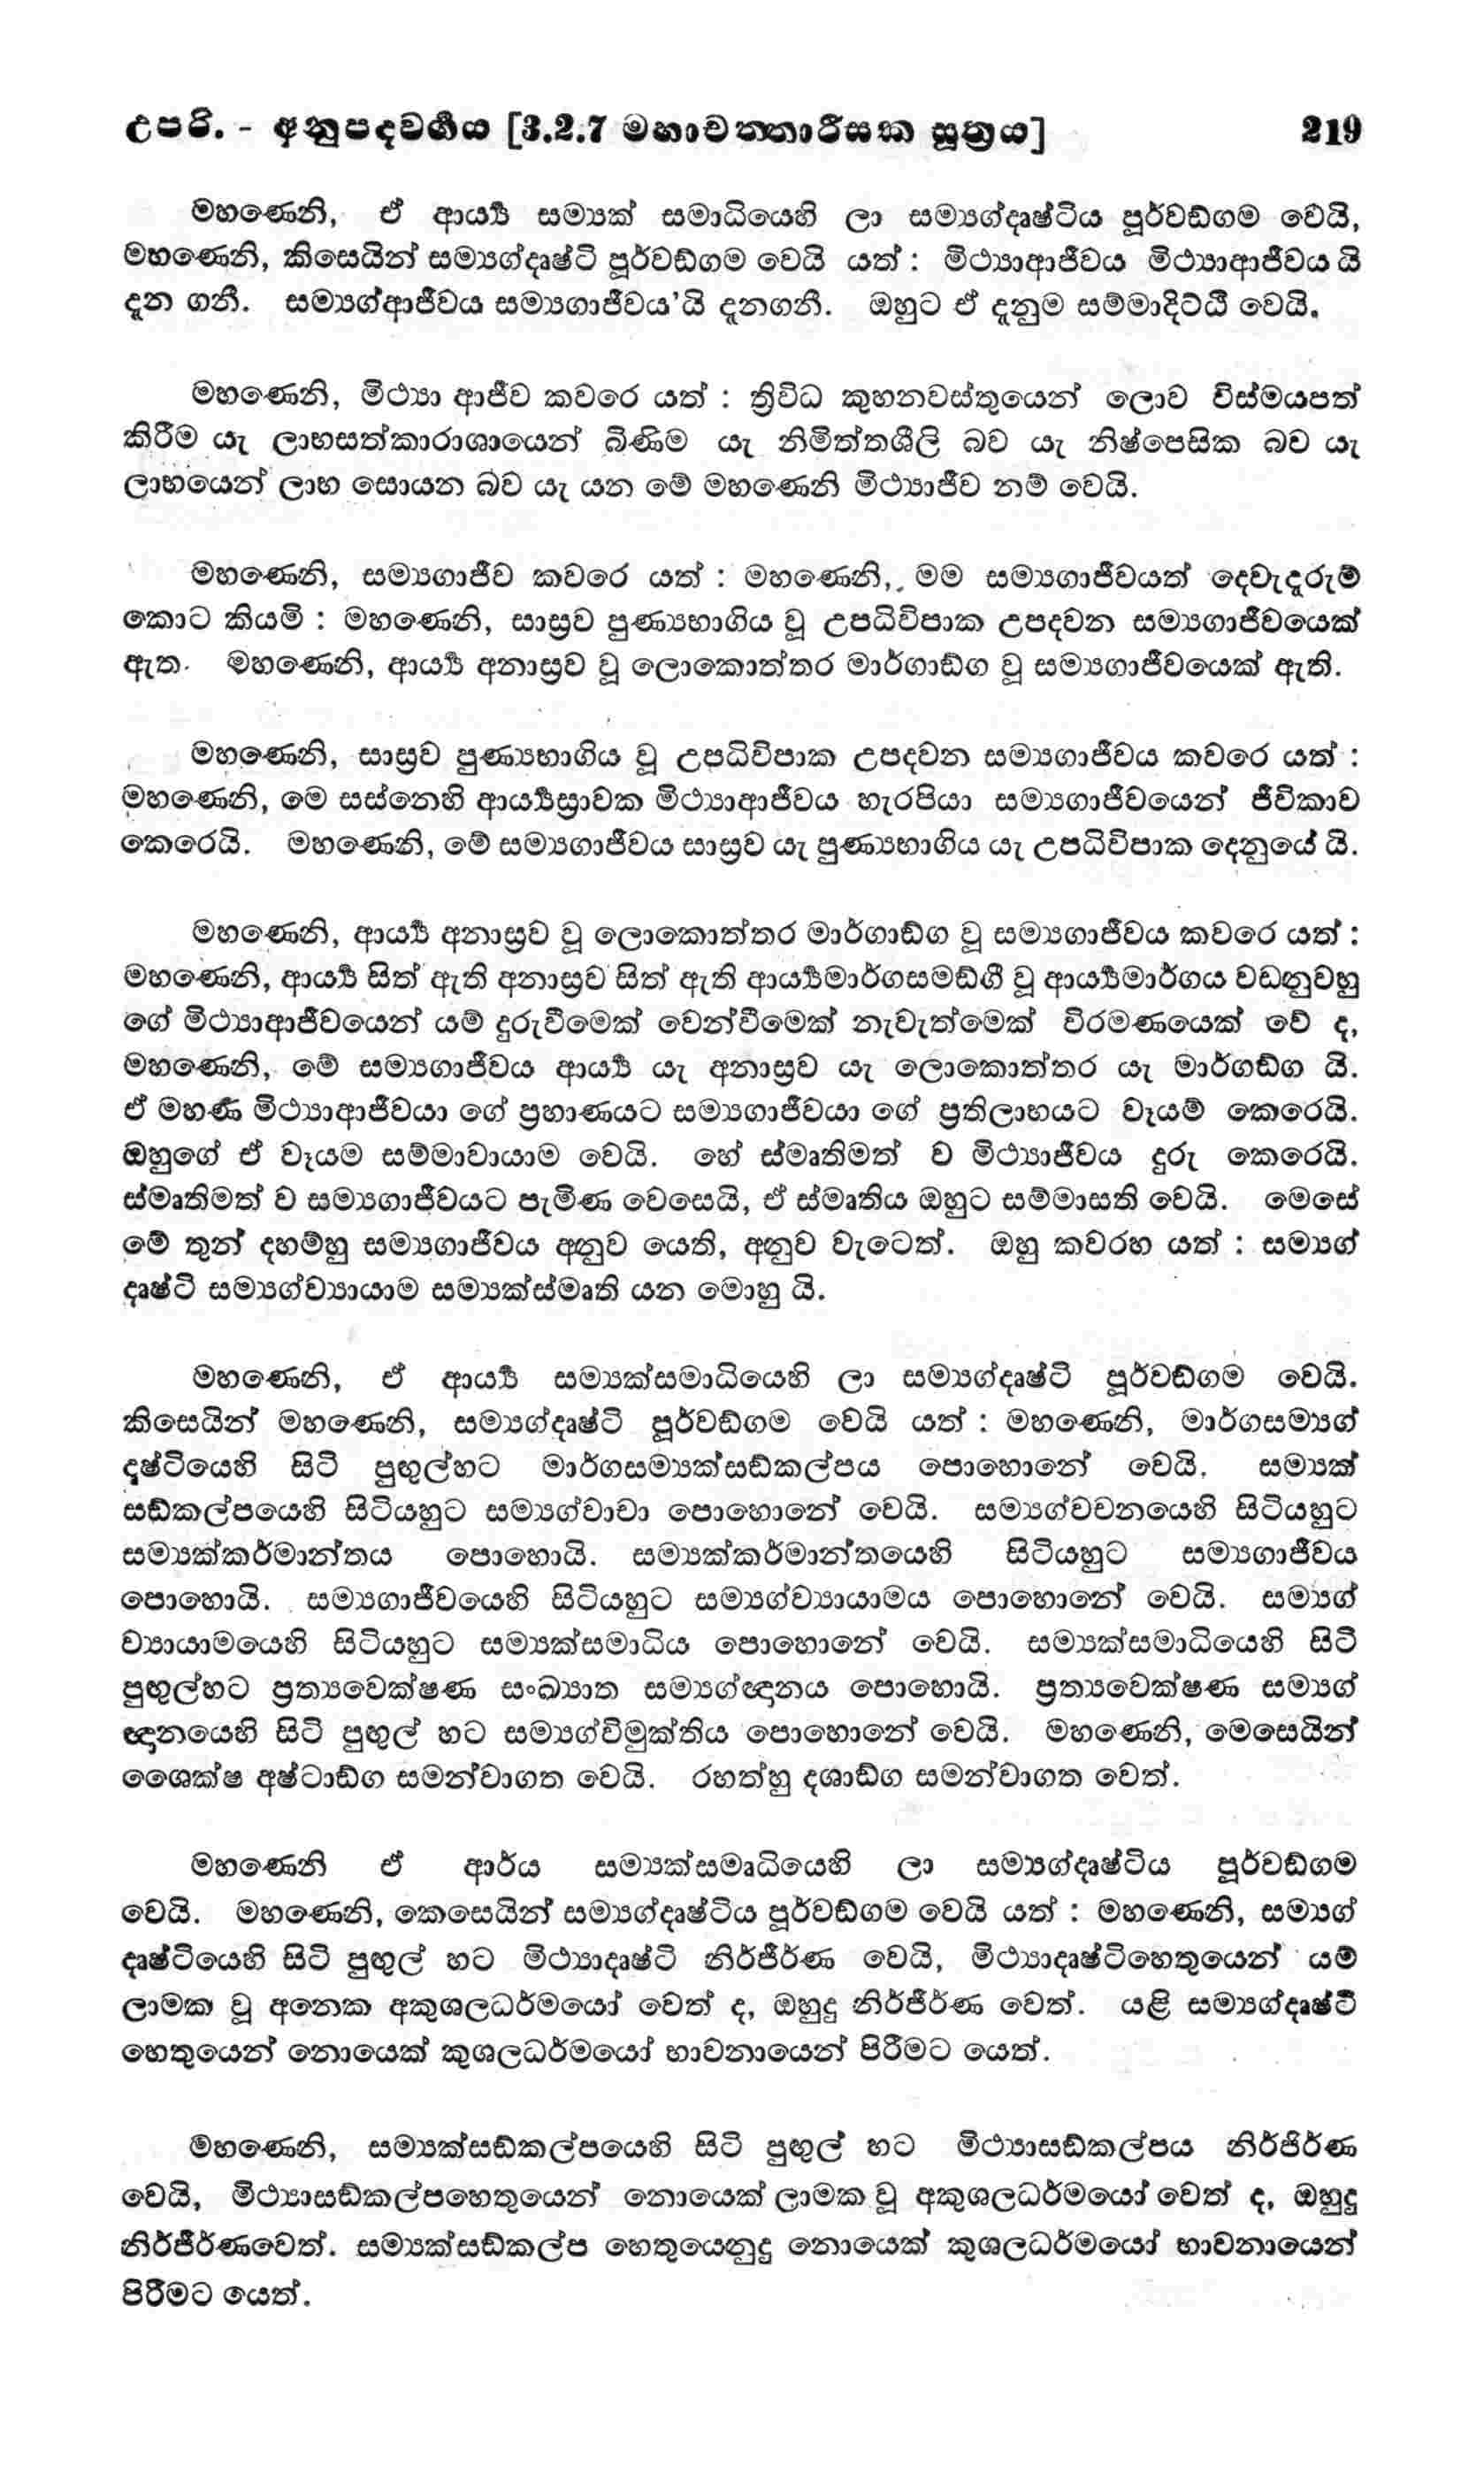 උපරි. - අනුපදවර්‍ගය [3.2.7 මහාචත්තාරීසක සූත්‍රය] 219
මහණෙනි, ඒ ආර්‍ය්‍ය සම්‍යක් සමාධියෙහි ලා සම්‍යග්දෘෂ්ටිය පූර්වඞ්ගම වෙයි,
මහණෙනි, කිසෙයින් සම්‍යග්දෘෂ්ටි පූර්වඞ්ගම වෙයි යත් : මිථ්‍යාආජීවය මිථ්‍යාආජීවය යි
දැන ගනී. සම්‍යග්ආජීවය සම්‍යගාජීවය’යි දැනගනී. ඔහුට ඒ දැනුම සම්මාදිට්ඨි වෙයි.
මහණෙනි, මිථ්‍යා ආජීව කවරෙ යත් : ත්‍රිවිධ කුහනවස්තුයෙන් ලොව විස්මයපත්
කිරීම යැ ලාභසත්කාරාශායෙන් බිණිම යැ නිමිත්තශීලි බව යැ නිෂ්පෙසික බව යැ
ලාභයෙන් ලාභ සොයන බව යැ යන මේ මහණෙනි මිථ්‍යාජීව නම් වෙයි.
මහණෙනි, සම්‍යගාජීව කවරෙ යත් : මහණෙනි, මම සම්‍යගාජීවයත් දෙවැදෑරුම්
කොට කියමි : මහණෙනි, සාස්‍රව පුණ්‍යභාගිය වූ උපධිවිපාක උපදවන සම්‍යගාජීවයෙක්
ඇත. මහණෙනි, ආර්‍ය්‍ය අනාස්‍රව වූ ලොකොත්තර මාර්ගාඞ්ග වූ සම්‍යගාජීවයෙක් ඇති.
මහණෙනි, සාස්‍රව පුණ්‍යභාගිය වූ උපධිවිපාක උපදවන සම්‍යගාජීවය කවරෙ යත් :
මහණෙනි, මෙ සස්නෙහි ආර්‍ය්‍යශ්‍රාවක මිථ්‍යාආජීවය හැරපියා සම්‍යගාජීවයෙන් ජීවිකාව
කෙරෙයි. මහණෙනි, මේ සම්‍යගාජීවය සාස්‍රව යැ පුණ්‍යභාගිය යැ උපධිවිපාක දෙනුයේ යි.
මහණෙනි, ආර්‍ය්‍ය අනාස්‍රව වූ ලොකොත්තර මාර්ගාඞ්ග වූ සම්‍යගාජීවය කවරෙ යත් :
මහණෙනි, ආර්‍ය්‍ය සිත් ඇති අනාස්‍රව සිත් ඇති ආර්‍ය්‍යමාර්ගසමඞ්ගී වූ ආර්‍ය්‍යමාර්ගය වඩනුවහු
ගේ මිථ්‍යාආජීවයෙන් යම් දුරුවීමෙක් වෙන්වීමෙක් නැවැත්මෙක් විරමණයෙක් වේ ද,
මහණෙනි, මේ සම්‍යගාජීවය ආර්‍ය්‍ය යැ අනාස්‍රව යැ ලොකොත්තර යැ මාර්ගඞ්ග යි.
ඒ මහණ මිථ්‍යාආජීවයා ගේ ප්‍රහාණයට සම්‍යගාජීවයා ගේ ප්‍රතිලාභයට වෑයම් කෙරෙයි.
ඔහුගේ ඒ වෑයම සම්මාවායාම වෙයි. හේ ස්මෘතිමත් ව මිථ්‍යාජීවය දුරු කෙරෙයි.
ස්මෘතිමත් ව සම්‍යගාජීවයට පැමිණ වෙසෙයි, ඒ ස්මෘතිය ඔහුට සම්මාසති වෙයි. මෙසේ
මේ තුන් දහම්හු සම්‍යගාජීවය අනුව යෙති, අනුව වැටෙත්. ඔහු කවරහ යත් : සම්‍යග්
දෘෂ්ටි සම්‍යග්ව්‍යායාම සම්‍යක්ස්මෘති යන මොහු යි.
මහණෙනි, ඒ ආර්‍ය්‍ය සම්‍යක්සමාධියෙහි ලා සම්‍යග්දෘෂ්ටි පූර්වඞ්ගම වෙයි.
කිසෙයින් මහණෙනි, සම්‍යග්දෘෂ්ටි පූර්වඞ්ගම වෙයි යත් : මහණෙනි, මාර්ගසම්‍යග්
දෘෂ්ටියෙහි සිටි පුඟුල්හට මාර්ගසම්‍යක්සඞ්කල්පය පොහොනේ වෙයි. සම්‍යක්
සඞ්කල්පයෙහි සිටියහුට සම්‍යග්වාචා පොහොනේ වෙයි. සම්‍යග්වචනයෙහි සිටියහුට
සම්‍යක්කර්මාන්තය පොහොයි. සම්‍යක්කර්මාන්තයෙහි සිටියහුට සම්‍යගාජීවය
පොහොයි. සම්‍යගාජීවයෙහි සිටියහුට සම්‍යග්ව්‍යායාමය පොහොනේ වෙයි. සම්‍යග්
ව්‍යායාමයෙහි සිටියහුට සම්‍යක්සමාධිය පොහොනේ වෙයි. සම්‍යක්සමාධියෙහි සිටි
පුඟුල්හට ප්‍රත්‍යවෙක්ෂණ සංඛ්‍යාත සම්‍යග්ඥානය පොහොයි. ප්‍රත්‍යවෙක්ෂණ සම්‍යග්
ඥානයෙහි සිටි පුඟුල් හට සම්‍යග්විමුක්තිය පොහොනේ වෙයි. මහණෙනි, මෙසෙයින්
ශෛක්ෂ අෂ්ටාඞ්ග සමන්වාගත වෙයි. රහත්හු දශාඞ්ග සමන්වාගත වෙත්.
මහණෙනි ඒ ආර්ය සම්‍යක්සමෘධියෙහි ලා සම්‍යග්දෘෂ්ටිය පූර්වඞ්ගම
වෙයි. මහණෙනි, කෙසෙයින් සම්‍යග්දෘෂ්ටිය පූර්වඞ්ගම වෙයි යත් : මහණෙනි, සම්‍යග්
දෘෂ්ටියෙහි සිටි පුඟුල් හට මිථ්‍යාදෘෂ්ටි නිර්ජීර්ණ වෙයි, මිථ්‍යාදෘෂ්ටිහෙතුයෙන් යම්
ලාමක වූ අනෙක අකුශලධර්මයෝ වෙත් ද, ඔහුදු නිර්ජීර්ණ වෙත්. යළි සම්‍යග්දෘෂ්ටි
හෙතුයෙන් නොයෙක් කුශලධර්මයෝ භාවනායෙන් පිරීමට යෙත්.
මහණෙනි, සම්‍යක්සඞ්කල්පයෙහි සිටි පුඟුල් හට මිථ්‍යාසඞ්කල්පය නිර්ජිර්ණ
වෙයි, මිථ්‍යාසඞ්කල්පහෙතුයෙන් නොයෙක් ලාමක වූ අකුශලධර්මයෝ වෙත් ද, ඔහුදු
නිර්ජීර්ණවෙත්. සම්‍යක්සඞ්කල්ප හෙතුයෙනුදු නොයෙක් කුශලධර්මයෝ භාවනායෙන්
පිරීමට යෙත්.